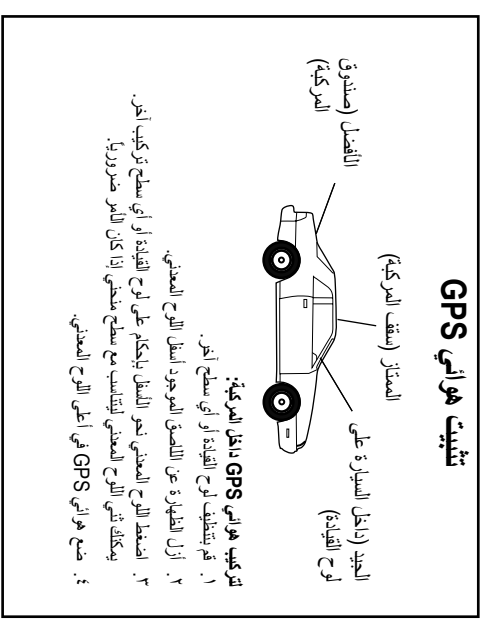 تثبيت هوائي GPS
الأفضل (صندوق
المركبة)
الممتاز (سقف المركبة)
الجيد (داخل السيارة على
لوح القيادة)
لتركيب هوائي GPS داخل المركبة:
١. قم بتنظيف لوح القيادة أو أي سطح آخر.
٢. أزل الظهارة عن اللاصق الموجود أسفل اللوح المعدني.
٣. اضغط اللوح المعدني نحو السفل بإحكام على لوح القيادة أو أي سطح تركيب آخر.
يمكنك ثني اللوح المعدني ليتناسب مع سطح منحني إذا كان الأمر ضرورياً.
٤. ضع هوائي GPS في أعلى اللوح المعدني.